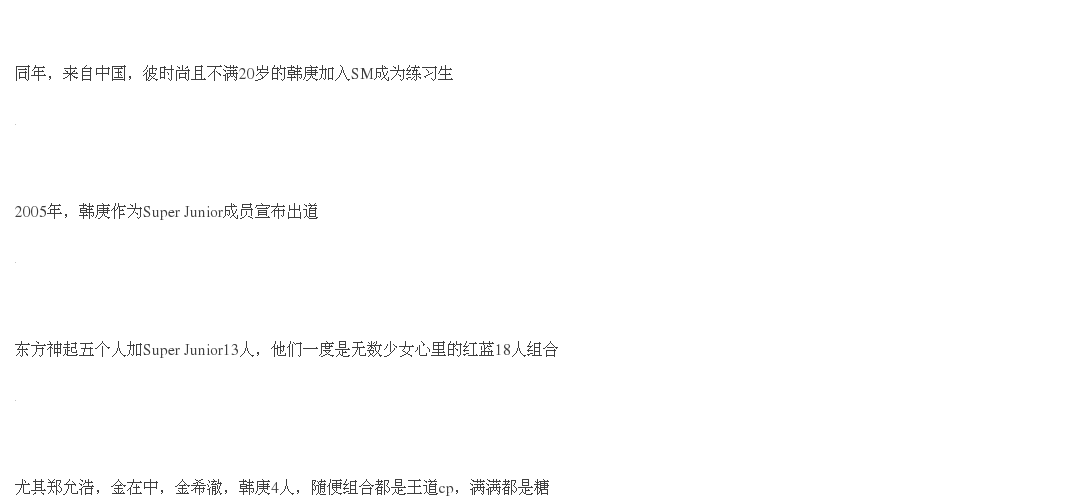 同年，来自中国，彼时尚且不满20岁的韩庚加入SM成为练习生
2005年，韩庚作为Super Junior成员宣布出道
东方神起五个人加Super Junior13人，他们一度是无数少女心里的红蓝18人组合
尤其郑允浩，金在中，金希澈，韩庚4人，随便组合都是王道cp，满满都是糖